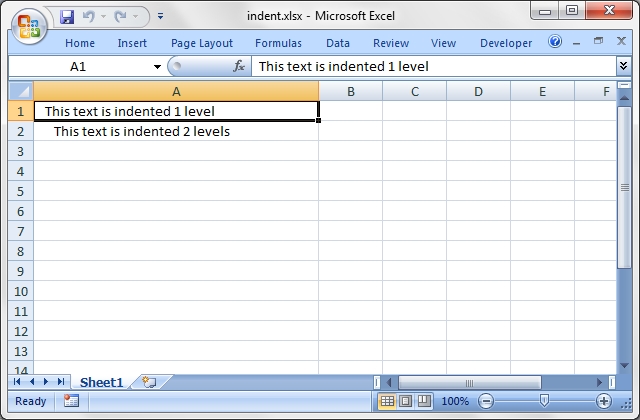 indent.xlsx - Microsoft Excel
Home Insert Page Layout Formulas Data Review View Developer
A1 fx This text is indented 1 level
A B C D E F
1 This text is indented 1 level
2 This text is indented 2 levels
3
4
5
6
7
8
9
10
11
12
13
14
Sheet1
Ready 100%